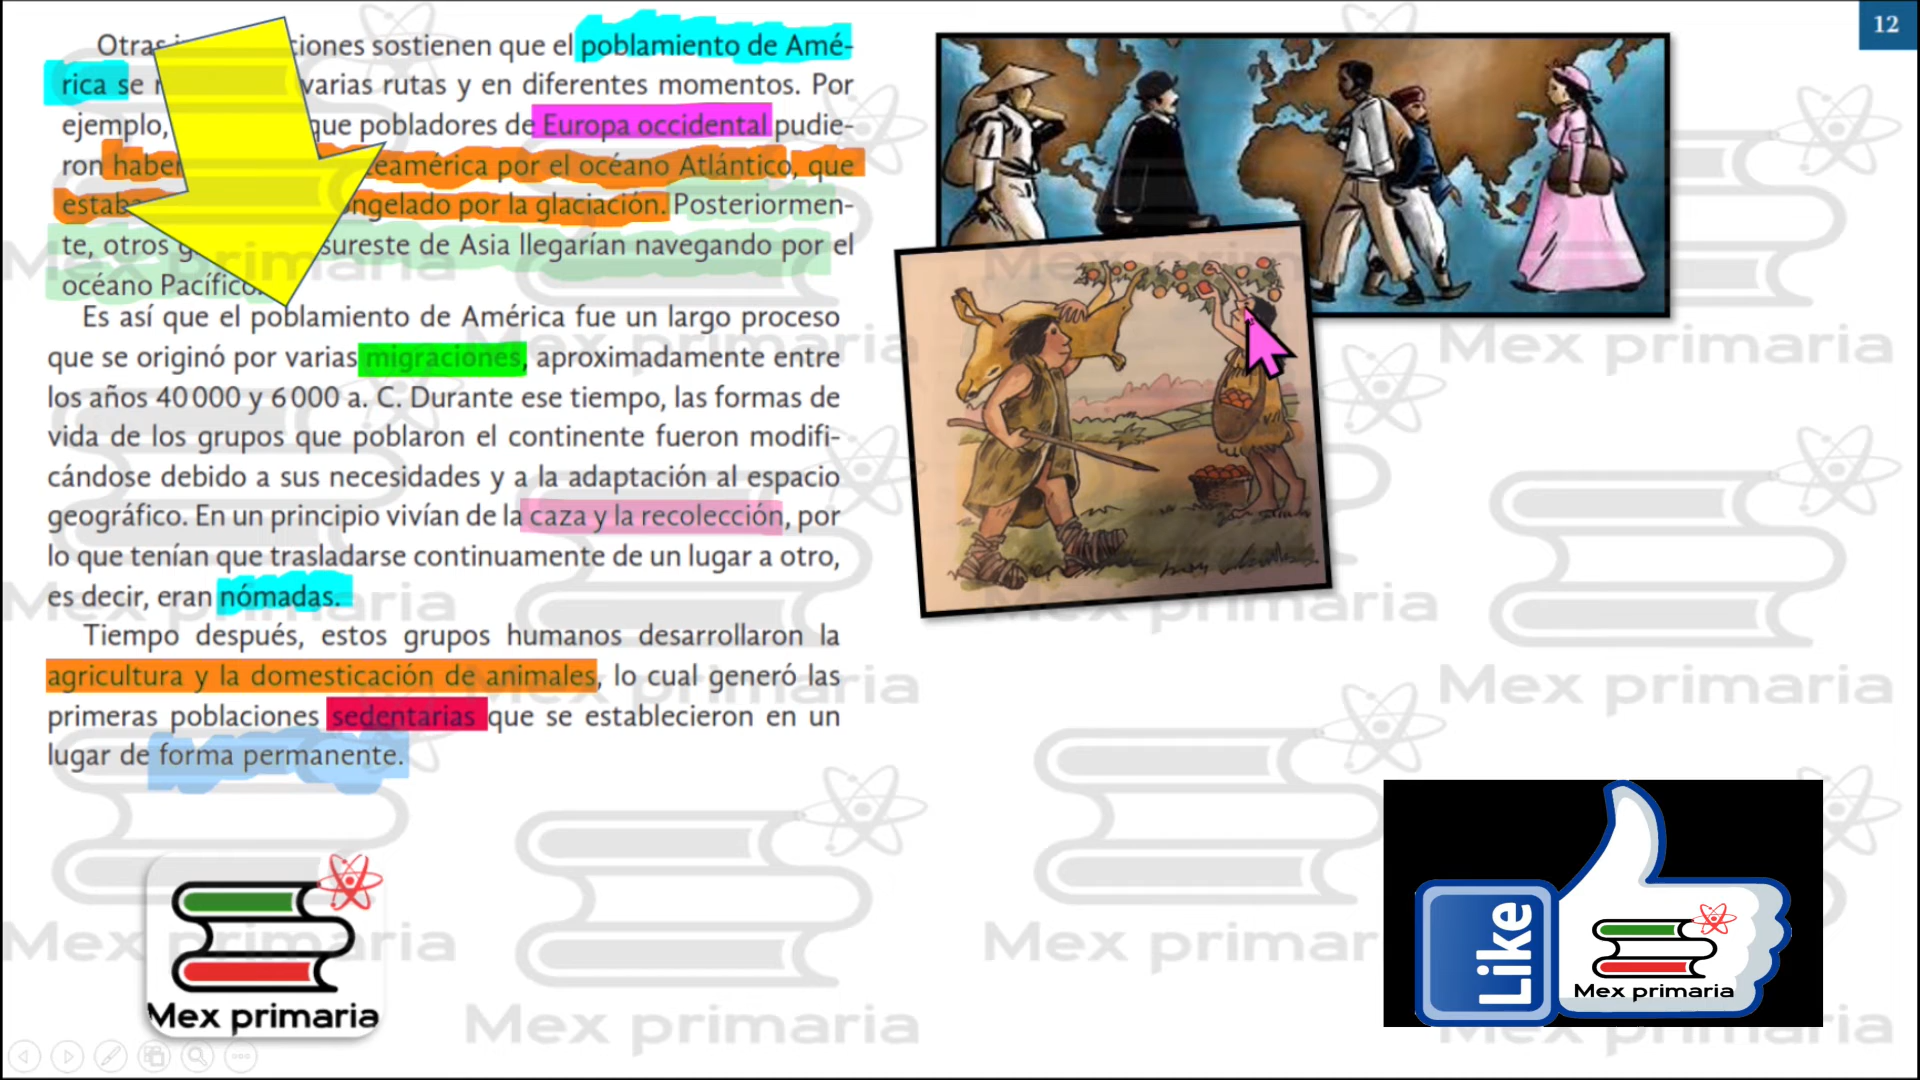 12
Otras ciones sostienen que el poblamiento de Amé-
rica se varias rutas y en diferentes momentos. Por
ejemplo, que pobladores de Europa occidental pudie-
ron haber por el océano Atlántico, que
por la glaciación. Posteriormen-
te, otros sureste de Asia llegarían navegando por el
océano Pacífico.
Es así que el poblamiento de América fue un largo proceso
que se originó por varias migraciones, aproximadamente entre
los años 40 000 y 6 000 a. C. Durante ese tiempo, las formas de
vida de los grupos que poblaron el continente fueron modifi-
cándose debido a sus necesidades y a la adaptación al espacio
geográfico. En un principio vivían de la caza y la recolección, por
lo que tenían que trasladarse continuamente de un lugar a otro,
es decir, eran nómadas.
Tiempo después, estos grupos humanos desarrollaron la
agricultura y la domesticación de animales, lo cual generó las
primeras poblaciones sedentarias que se establecieron en un
lugar de forma permanente.
Mex primaria
Like
Mex primaria